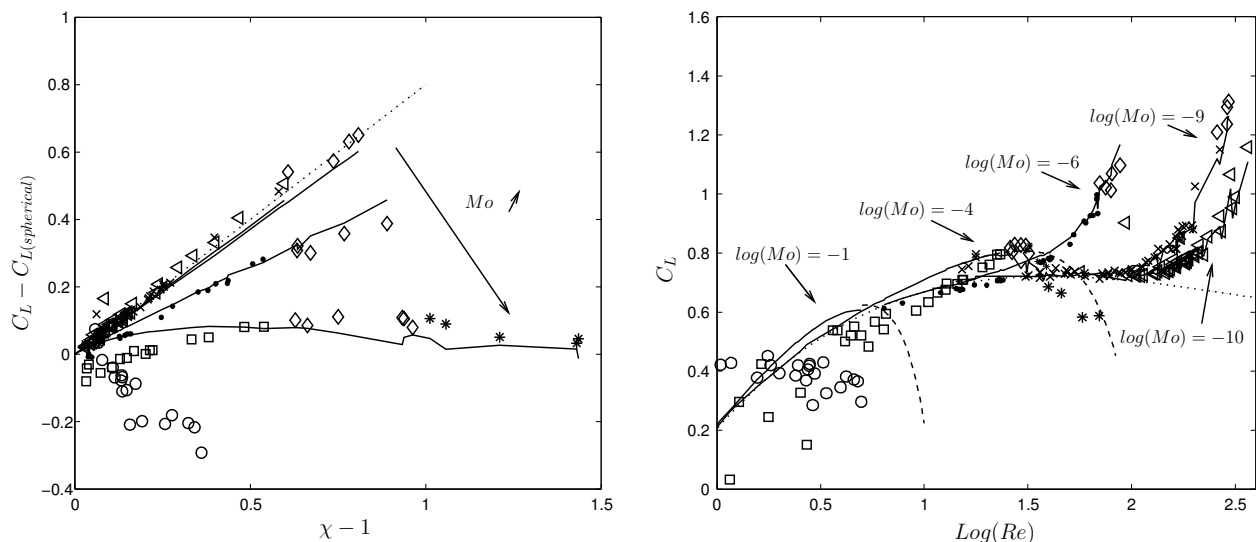 1
0.8
0.6
0.4
0.2
0
−0.2
−0.4
0
0.5
1
1.5
C_L − C_{L(spherical)}
χ − 1
Mo
1.6
1.4
1.2
1
0.8
0.6
0.4
0.2
0
0
0.5
1
1.5
2
2.5
C_L
Log(Re)
log(Mo) = −9
log(Mo) = −6
log(Mo) = −4
log(Mo) = −1
log(Mo) = −10